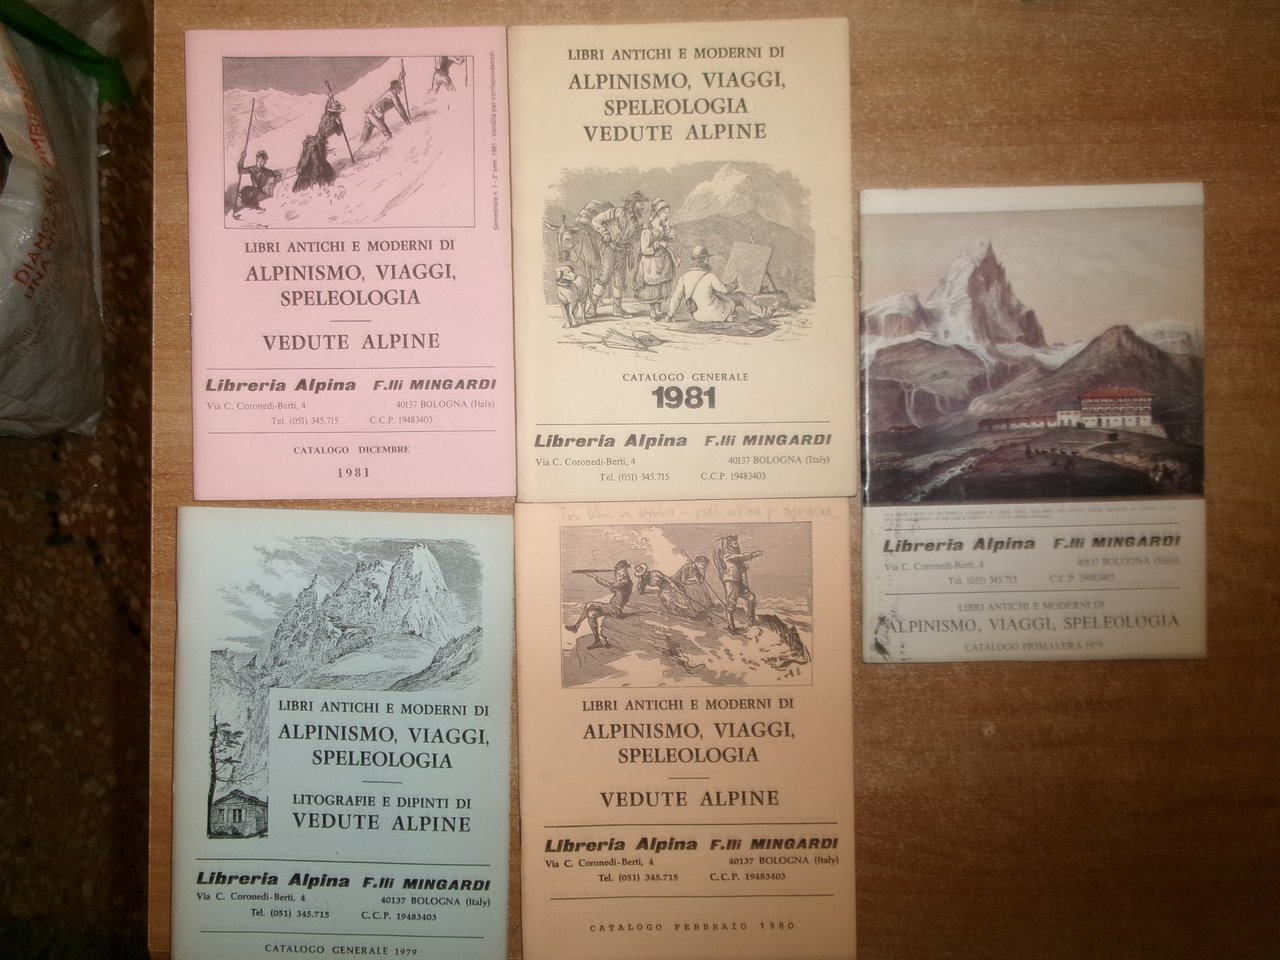 Semestrale n. 1 - 2° sem. 1981 - Vendita per corrispondenza
LIBRI ANTICHI E MODERNI DI
ALPINISMO, VIAGGI,
SPELEOLOGIA
VEDUTE ALPINE
Libreria Alpina F.lli MINGARDI
Via C. Coronedi-Berti, 4 40137 BOLOGNA (Italy)
Tel. (051) 345.715 C.C.P. 19483403
CATALOGO DICEMBRE
1981
LIBRI ANTICHI E MODERNI DI
ALPINISMO, VIAGGI,
SPELEOLOGIA
VEDUTE ALPINE
CATALOGO GENERALE
1981
Libreria Alpina F.lli MINGARDI
Via C. Coronedi-Berti, 4 40137 BOLOGNA (Italy)
Tel. (051) 345.715 C.C.P. 19483403
Libreria Alpina F.lli MINGARDI
Via C. Coronedi-Berti, 4 40137 BOLOGNA (Italy)
Tel. (051) 345.715 C.C.P. 19483403
LIBRI ANTICHI E MODERNI DI
ALPINISMO, VIAGGI, SPELEOLOGIA
CATALOGO PRIMAVERA 1979
LIBRI ANTICHI E MODERNI DI
ALPINISMO, VIAGGI,
SPELEOLOGIA
LITOGRAFIE E DIPINTI DI
VEDUTE ALPINE
Libreria Alpina F.lli MINGARDI
Via C. Coronedi-Berti, 4 40137 BOLOGNA (Italy)
Tel. (051) 345.715 C.C.P. 19483403
CATALOGO GENERALE 1979
Per libri in arrivo - vedi
LIBRI ANTICHI E MODERNI DI
ALPINISMO, VIAGGI,
SPELEOLOGIA
VEDUTE ALPINE
Libreria Alpina F.lli MINGARDI
Via C. Coronedi-Berti, 4 40137 BOLOGNA (Italy)
Tel. (051) 345.715 C.C.P. 19483403
CATALOGO FEBBRAIO 1980